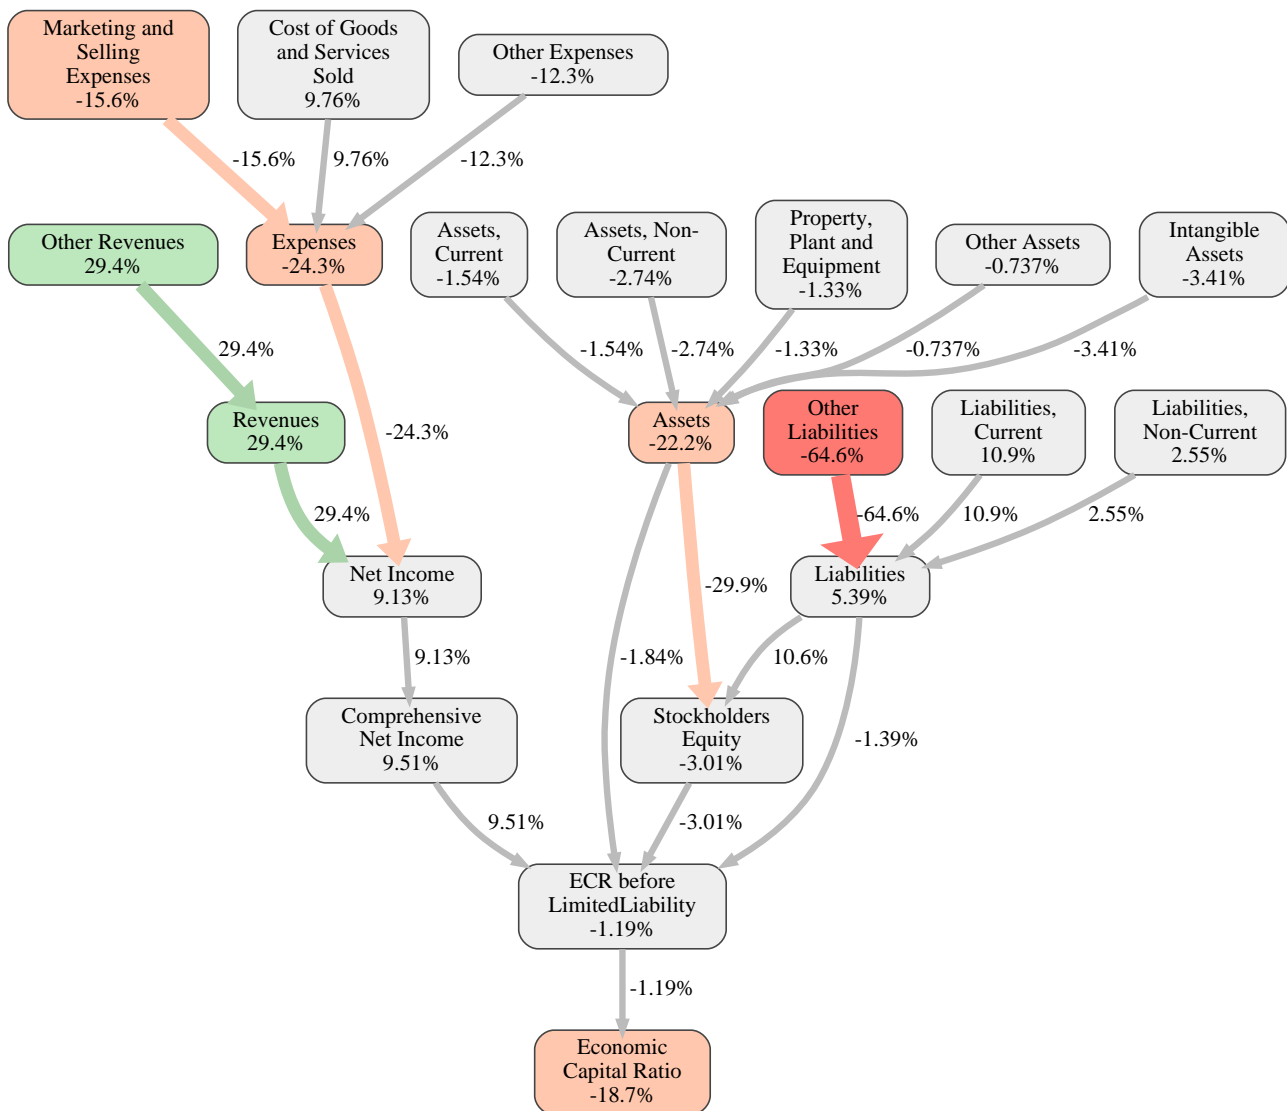 Marketing and
Selling
Expenses
-15.6%
Cost of Goods
and Services
Sold
9.76%
Other Expenses
-12.3%
-15.6%
9.76%
-12.3%
Other Revenues
29.4%
Expenses
-24.3%
Assets,
Current
-1.54%
Assets, Non-
Current
-2.74%
Property,
Plant and
Equipment
-1.33%
Other Assets
-0.737%
Intangible
Assets
-3.41%
29.4%
-24.3%
-1.54%
-2.74%
-1.33%
-0.737%
-3.41%
Revenues
29.4%
Assets
-22.2%
Other
Liabilities
-64.6%
Liabilities,
Current
10.9%
Liabilities,
Non-Current
2.55%
29.4%
-29.9%
-64.6%
10.9%
2.55%
Net Income
9.13%
Liabilities
5.39%
9.13%
-1.84%
10.6%
-1.39%
Comprehensive
Net Income
9.51%
Stockholders
Equity
-3.01%
9.51%
-3.01%
ECR before
LimitedLiability
-1.19%
-1.19%
Economic
Capital Ratio
-18.7%